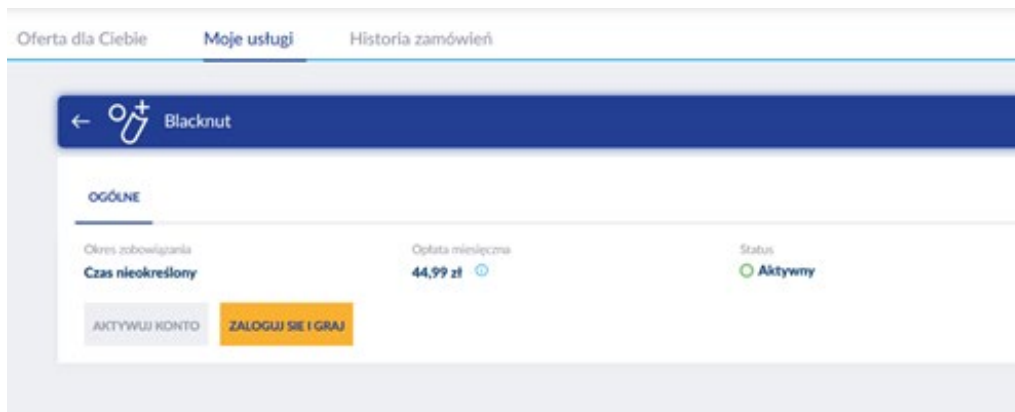 Oferta dla Ciebie Moje usługi Historia zamówień
Blacknut
OGÓLNE
Okres zobowiązania Opłata miesięczna Status
Czas nieokreślony 44,99 zł Aktywny
AKTYWUJ KONTO ZALOGUJ SIE I GRAJ